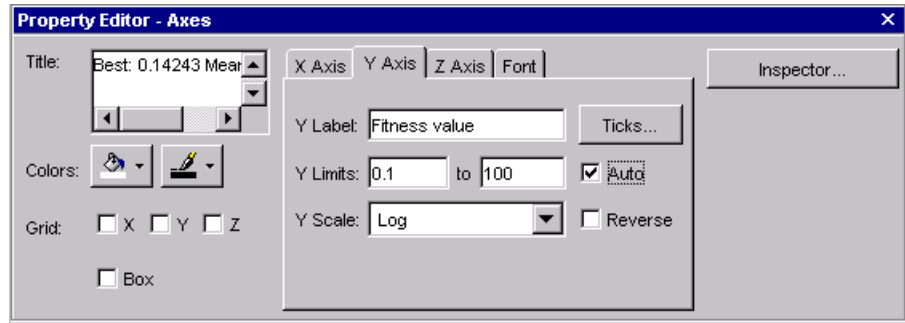 Property Editor - Axes
Title:
Best: 0.14243 Mear
X Axis
Y Axis
Z Axis
Font
Inspector...
Y Label:
Fitness value
Ticks...
Colors:
Y Limits:
0.1
to
100
Auto
Grid:
X
Y
Z
Y Scale:
Log
Reverse
Box